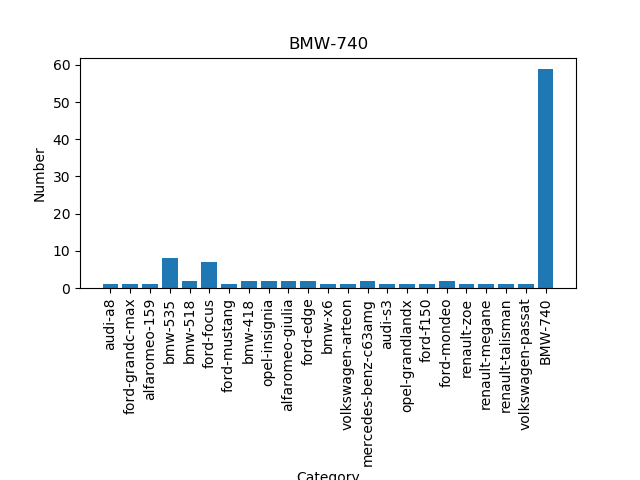 BMW-740
Number
60
50
40
30
20
10
0
audi-a8
ford-grandc-max
alfaromeo-159
bmw-535
bmw-518
ford-focus
ford-mustang
bmw-418
opel-insignia
alfaromeo-giulia
ford-edge
bmw-x6
volkswagen-arteon
mercedes-benz-c63amg
audi-s3
opel-grandlandx
ford-f150
ford-mondeo
renault-zoe
renault-megane
renault-talisman
volkswagen-passat
BMW-740
Category